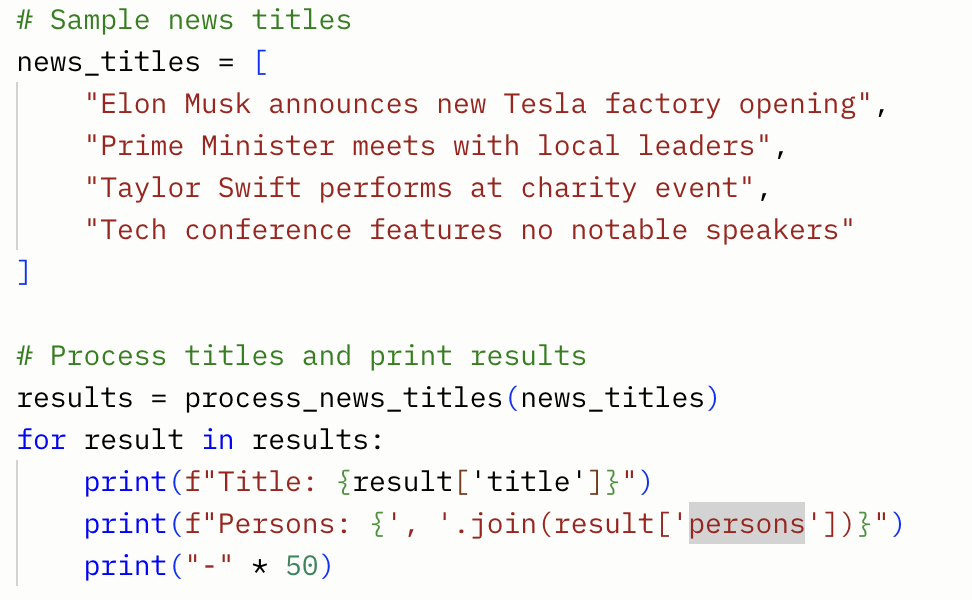 # Sample news titles
news_titles = [
    "Elon Musk announces new Tesla factory opening",
    "Prime Minister meets with local leaders",
    "Taylor Swift performs at charity event",
    "Tech conference features no notable speakers"
]

# Process titles and print results
results = process_news_titles(news_titles)
for result in results:
    print(f"Title: {result['title']}")
    print(f"Persons: {', '.join(result['persons'])}")
    print("-" * 50)